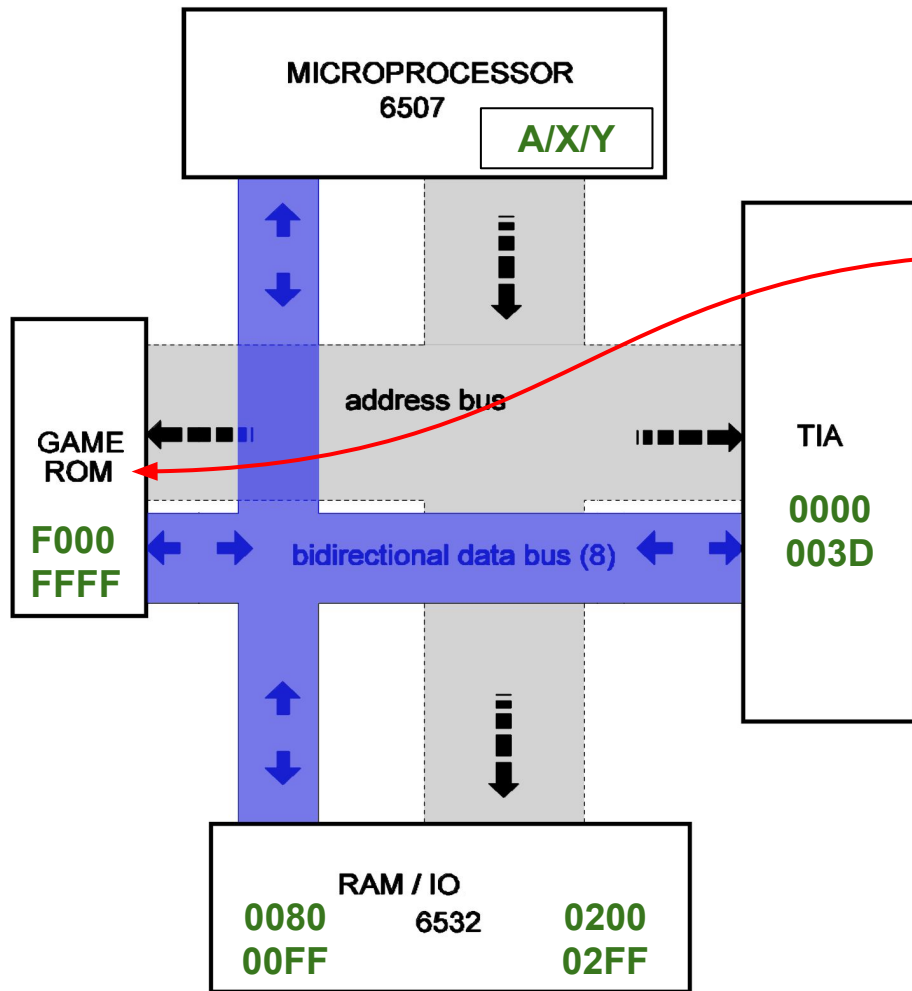 MICROPROCESSOR
6507
A/X/Y
address bus
GAME
ROM
TIA
F000
FFFF
0000
003D
bidirectional data bus (8)
RAM / IO
6532
0080
00FF
0200
02FF